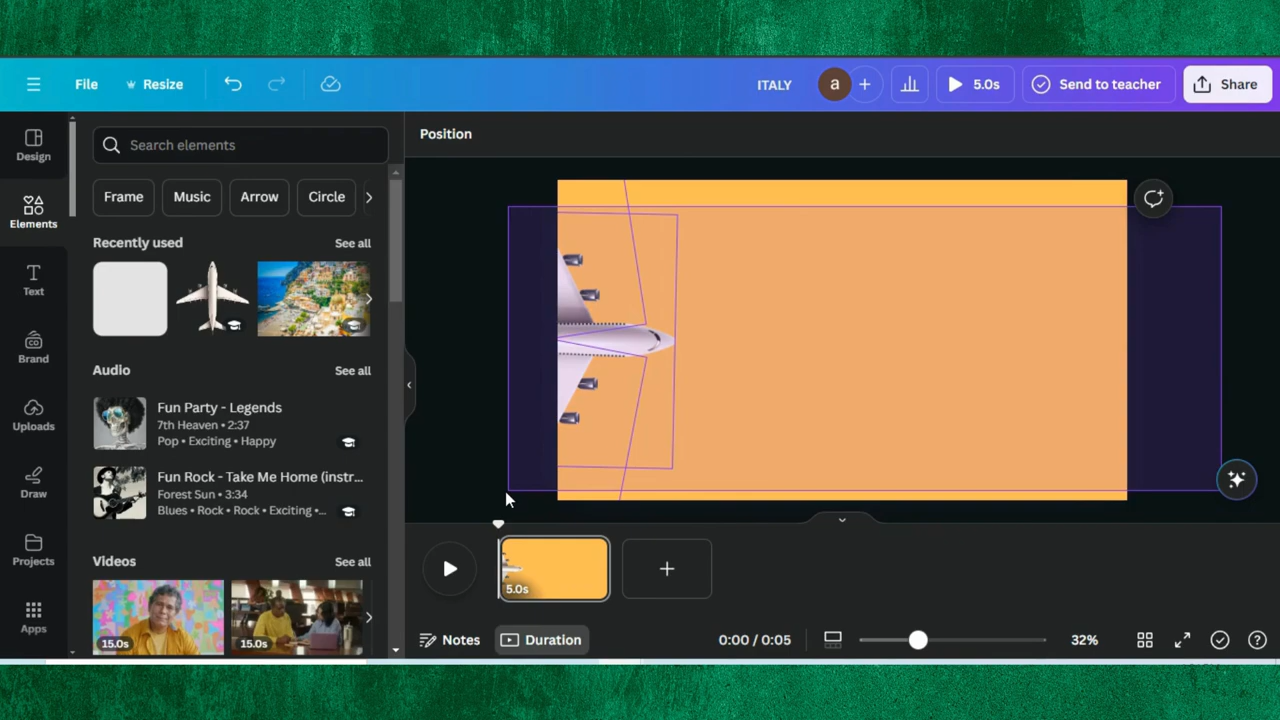 File
Resize
ITALY
a
5.0s
Send to teacher
Share
Design
Elements
Text
Brand
Uploads
Draw
Projects
Apps
Search elements
Frame
Music
Arrow
Circle
Recently used
See all
Audio
See all
Fun Party - Legends
7th Heaven • 2:37
Pop • Exciting • Happy
Fun Rock - Take Me Home (instr...
Forest Sun • 3:34
Blues • Rock • Rock • Exciting •...
Videos
See all
15.0s
15.0s
Position
5.0s
Notes
Duration
0:00 / 0:05
32%